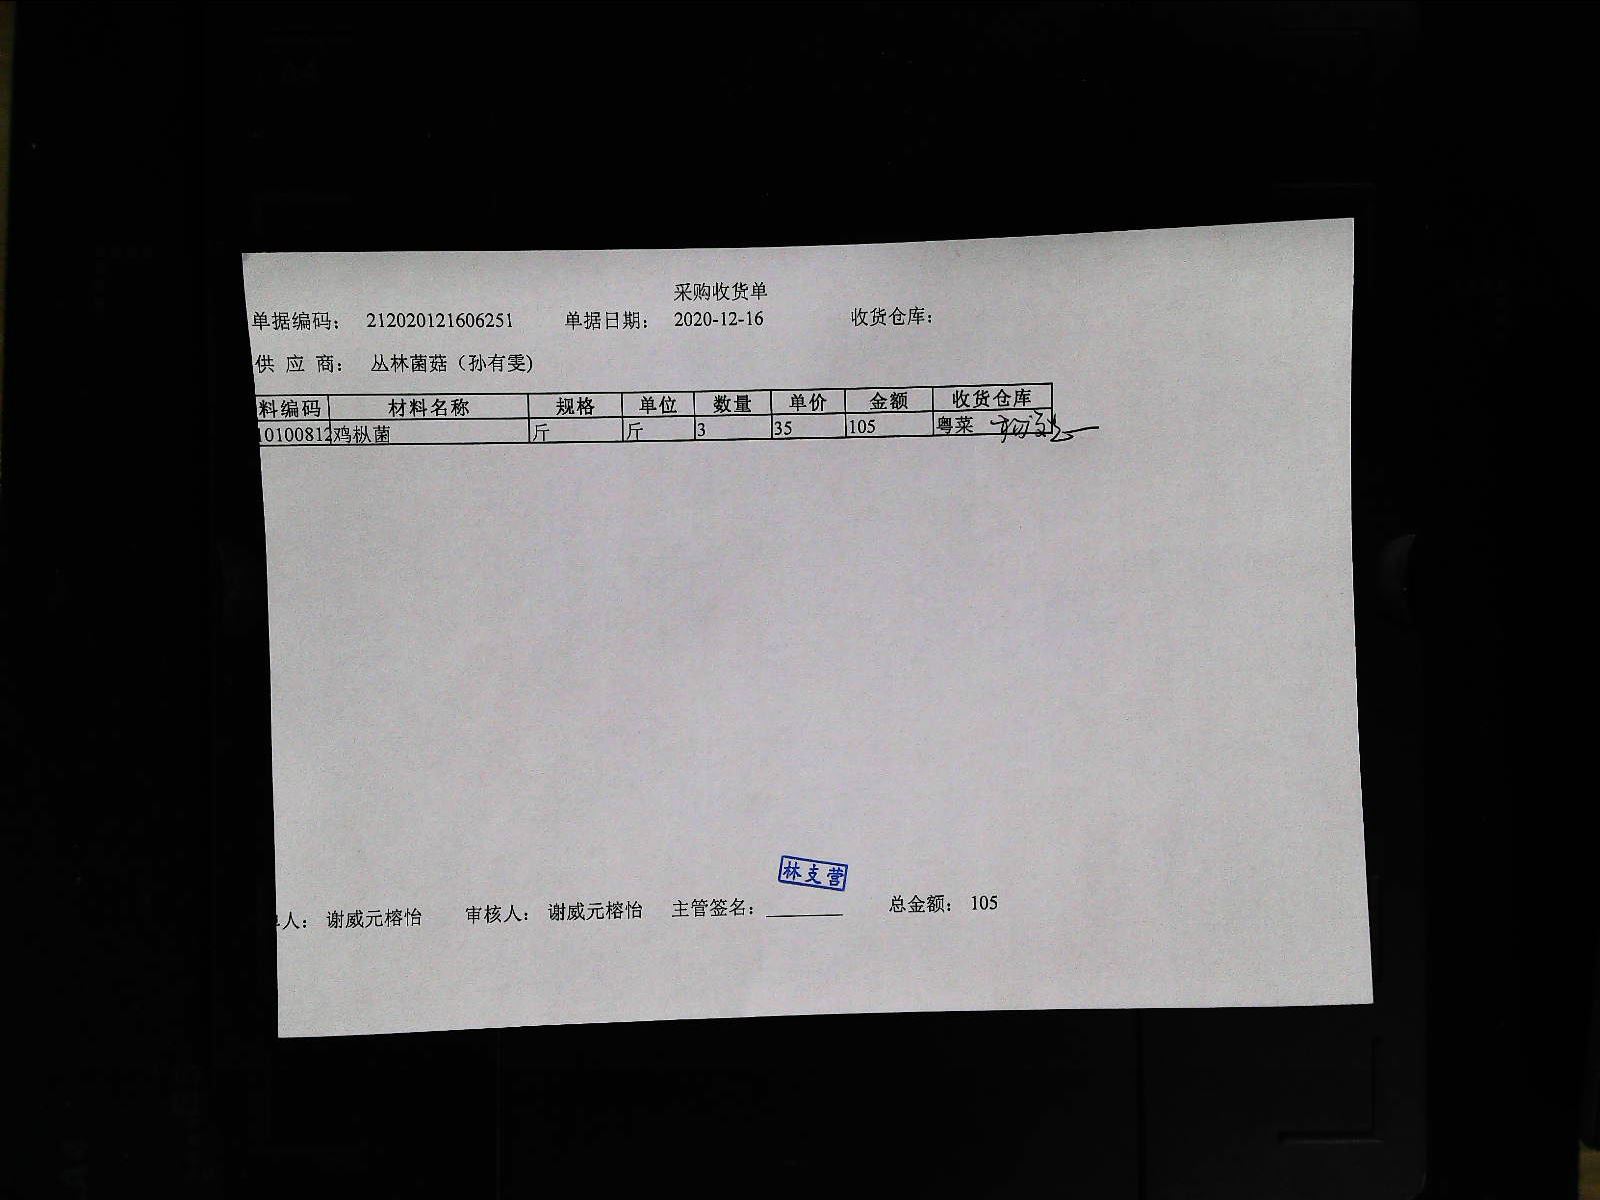 采购收货单
单据编码： 212020121606251 单据日期： 2020-12-16 收货仓库：
供 应 商： 丛林菌菇（孙有雯)
料编码 材料名称 规格 单位 数量 单价 金额 收货仓库
10100812 鸡枞菌 斤 斤 3 35 105 粤菜
林支营
人： 谢威元榕怡 审核人： 谢威元榕怡 主管签名： 总金额： 105